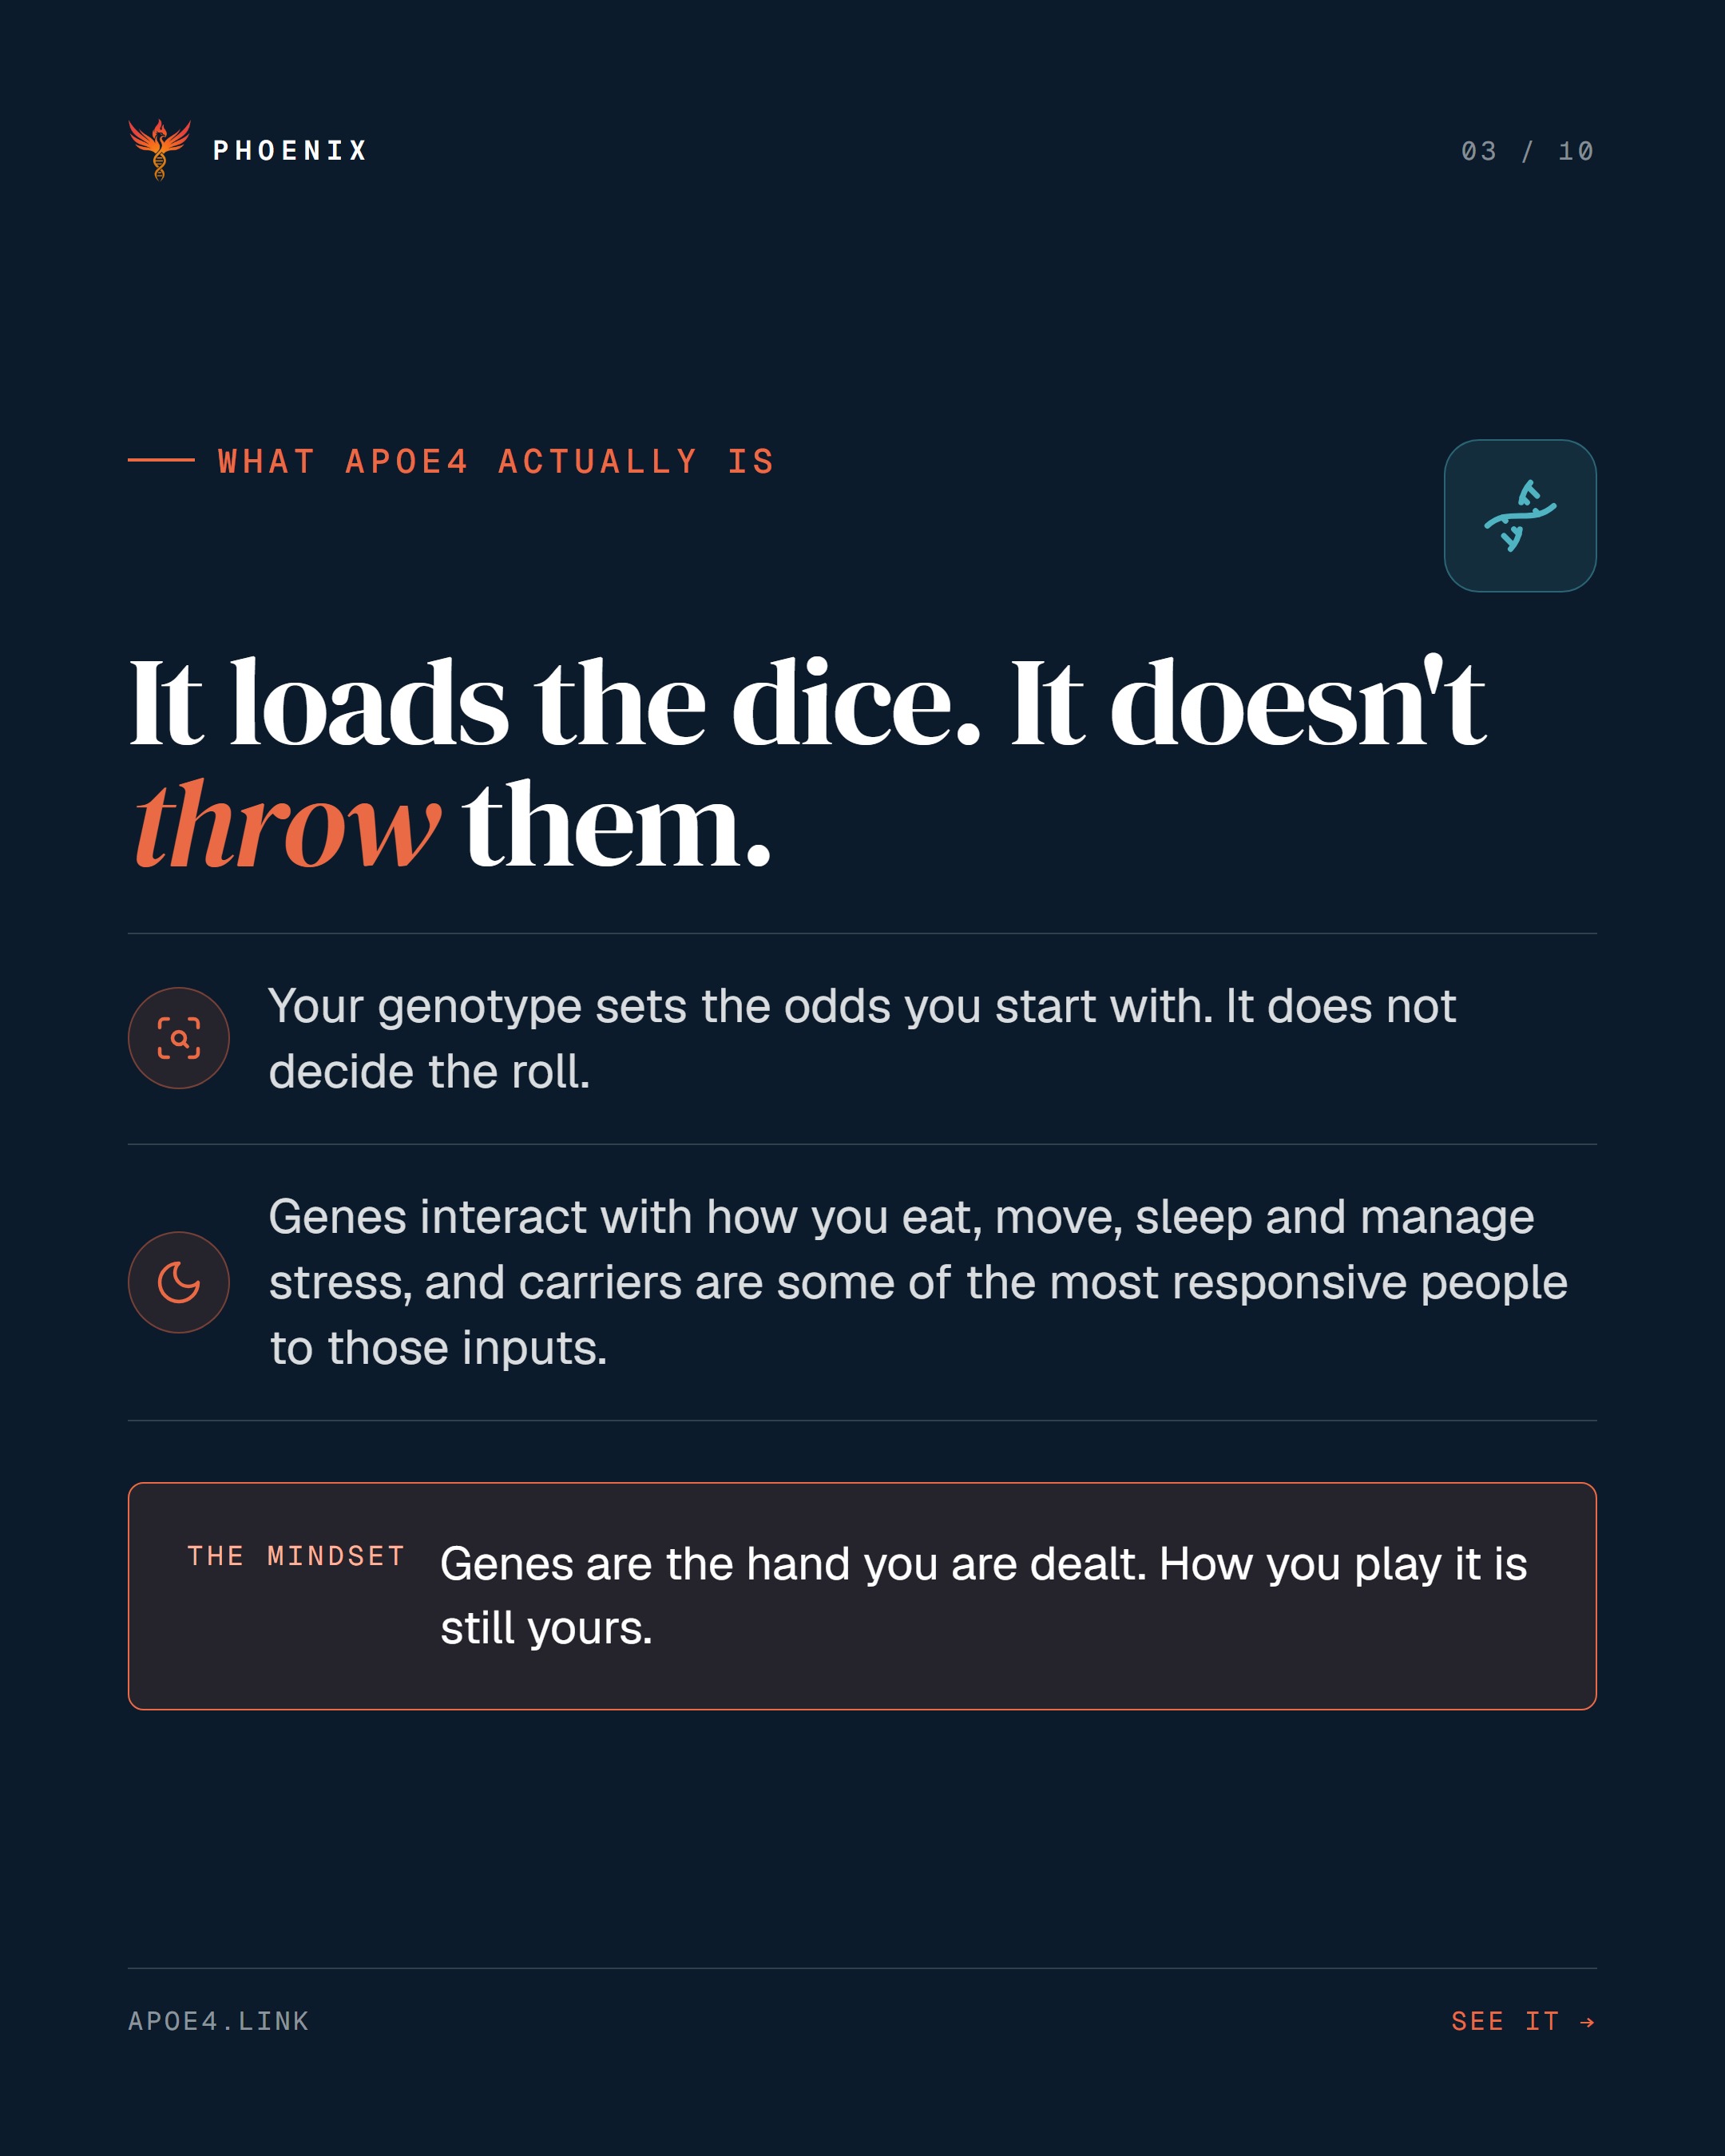 PHOENIX
03 / 10
WHAT APOE4 ACTUALLY IS
It loads the dice. It doesn't
throw them.
Your genotype sets the odds you start with. It does not
decide the roll.
Genes interact with how you eat, move, sleep and manage
stress, and carriers are some of the most responsive people
to those inputs.
THE MINDSET
Genes are the hand you are dealt. How you play it is
still yours.
APOE4.LINK
SEE IT →